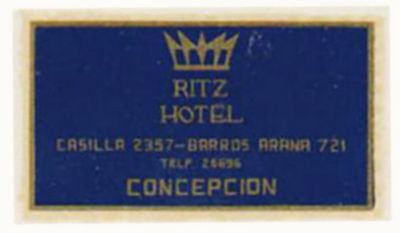 RITZ
HOTEL
CASILLA 2357-BARROS ARANA 721
TELF. 26696
CONCEPCION